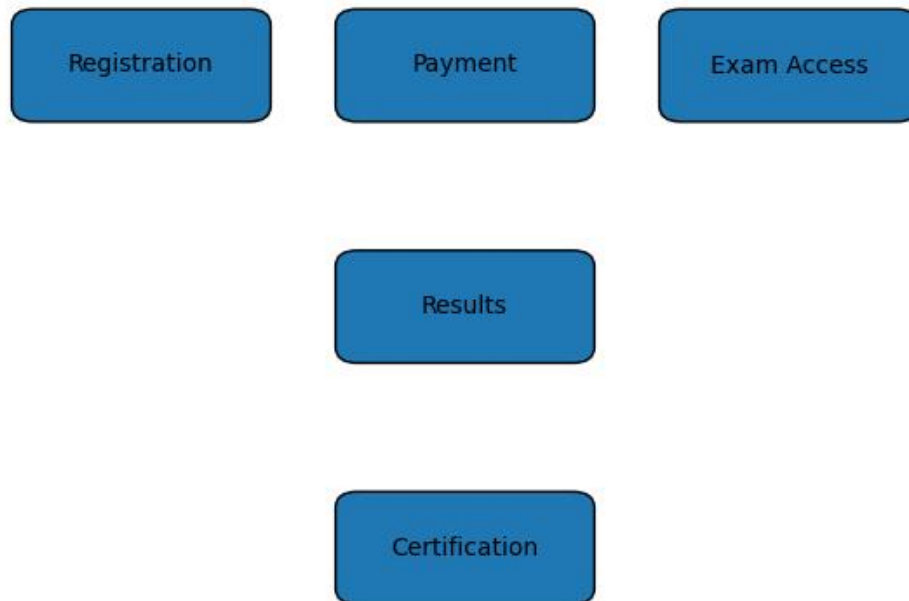 Registration
Payment
Exam Access
Results
Certification